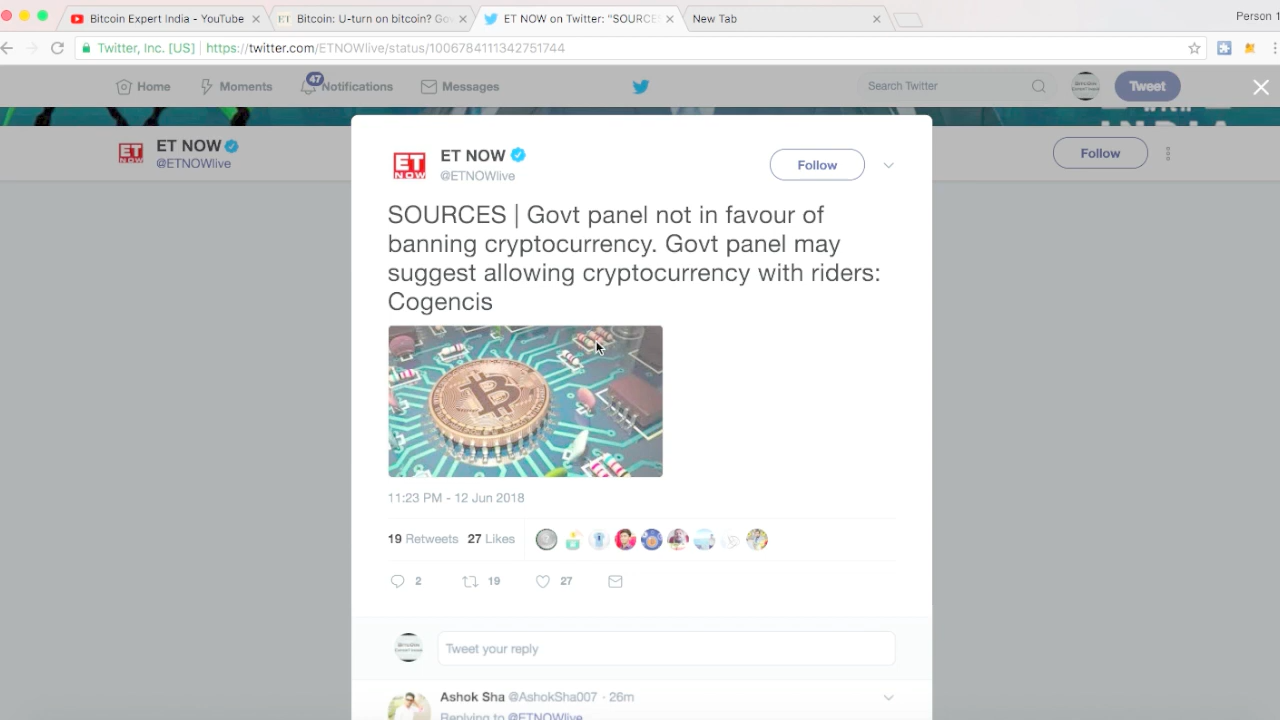 Bitcoin Expert India - YouTube
Bitcoin: U-turn on bitcoin? Gov
ET NOW on Twitter: "SOURCE
New Tab
Person
Twitter, Inc. [US]
https://twitter.com/ETNOWlive/status/1006784111342751744
Home
Moments
47
Notifications
Messages
Search Twitter
Tweet
ET NOW
@ETNOWlive
Follow
ET NOW
ET NOW
@ETNOWlive
Follow
SOURCES | Govt panel not in favour of
banning cryptocurrency. Govt panel may
suggest allowing cryptocurrency with riders:
Cogencis
11:23 PM - 12 Jun 2018
19 Retweets 27 Likes
2 19 27
Tweet your reply
Ashok Sha @AshokSha007 · 26m
Replying to @ETNOWlive